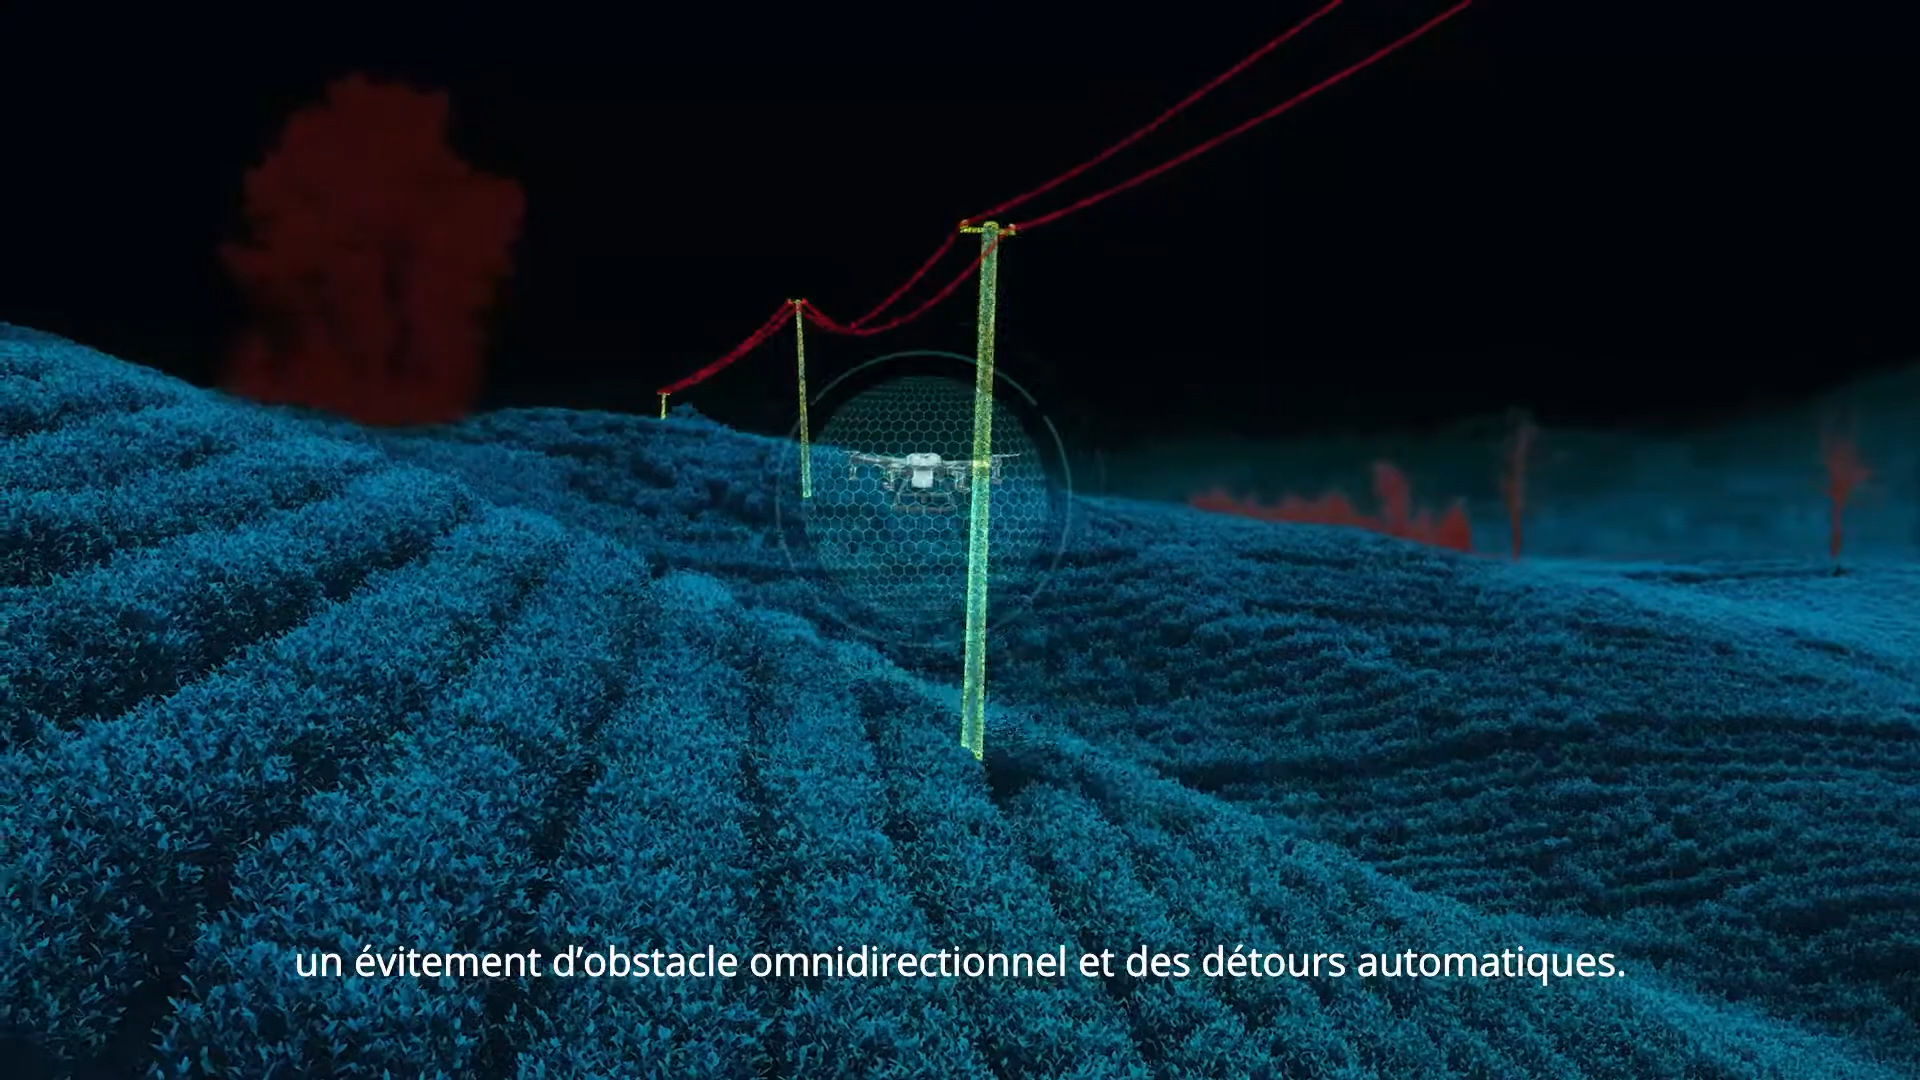 un évitement d’obstacle omnidirectionnel et des détours automatiques.